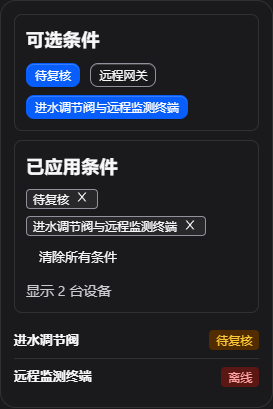 可选条件
待复核 远程网关
进水调节阀与远程监测终端
已应用条件
待复核 X
进水调节阀与远程监测终端 X
清除所有条件
显示 2 台设备
进水调节阀 待复核
远程监测终端 离线